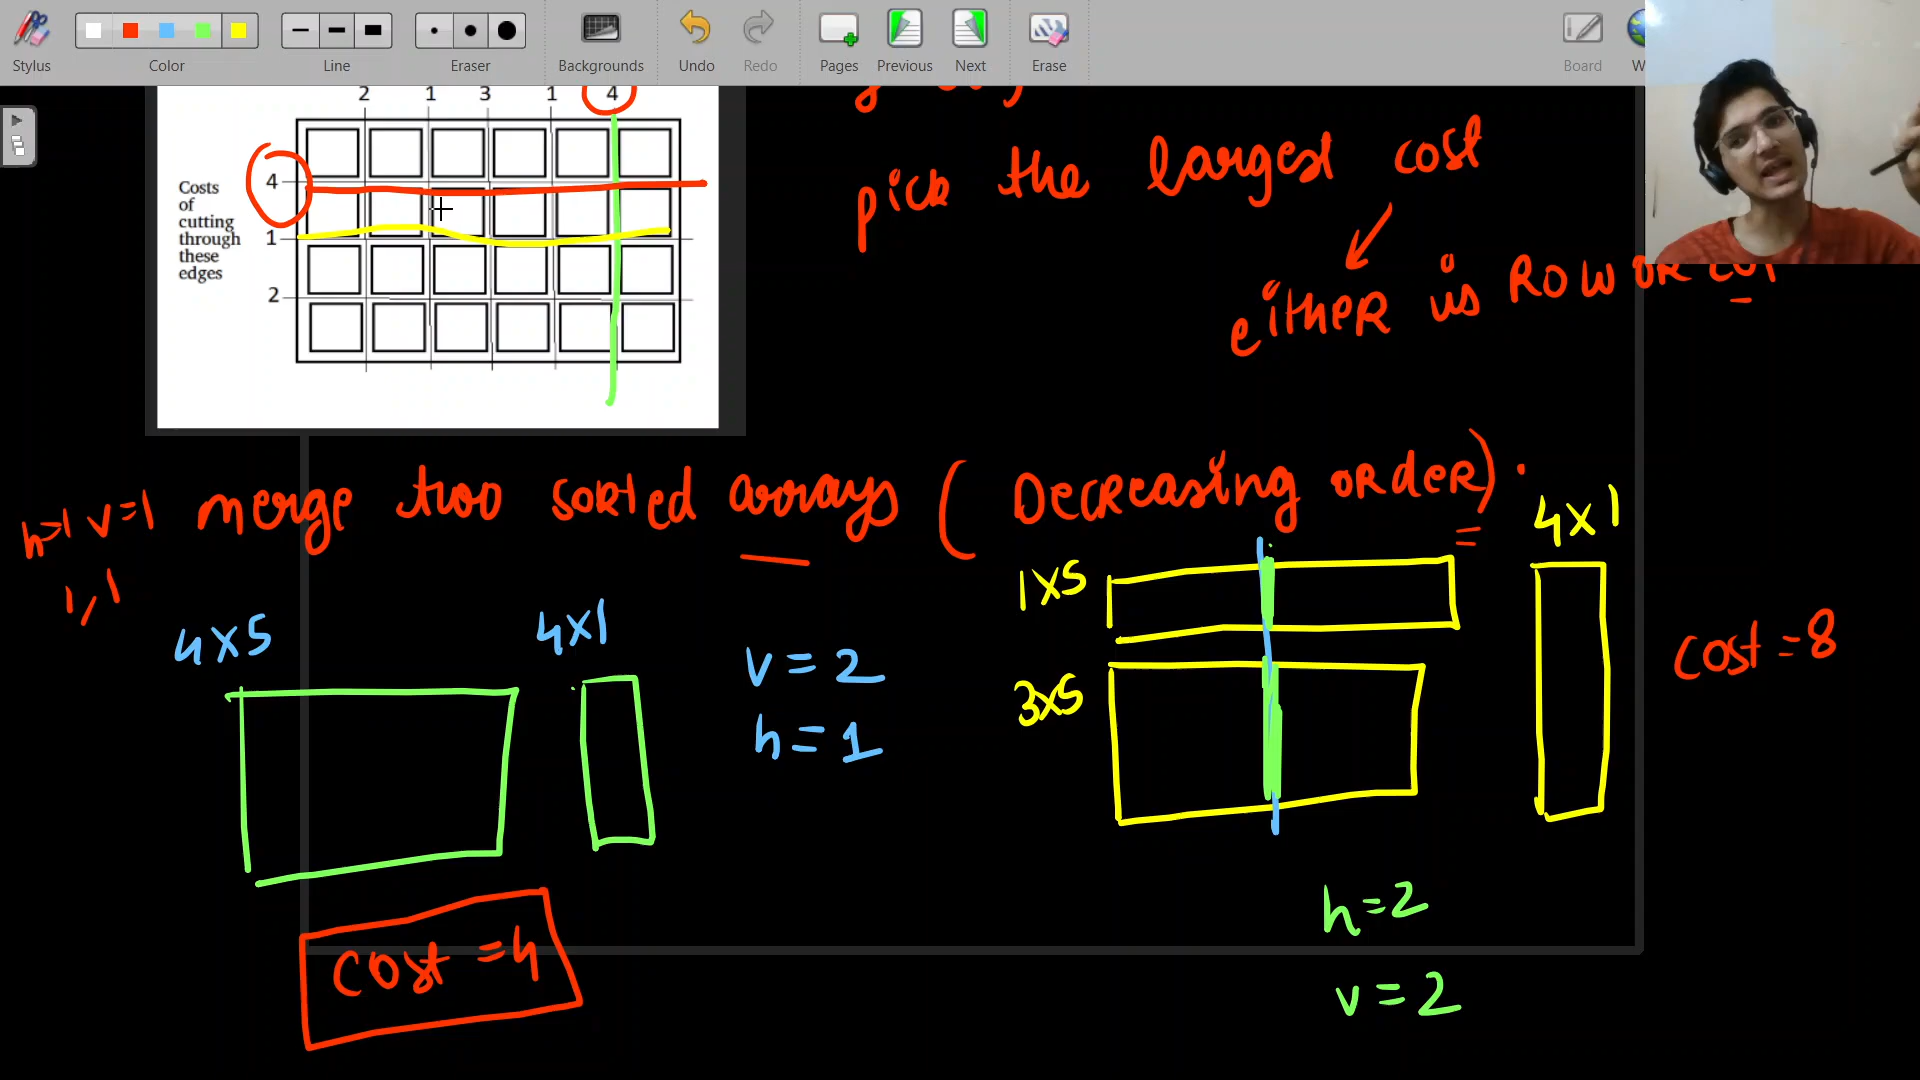 Stylus
Color
Line
Eraser
Backgrounds
Undo
Redo
Pages
Previous
Next
Erase
Board
W
2 1 3 1 4
4
1
2
Costs
of
cutting
through
these
edges
pick the largest cost
either is ROW OR COL
h=1 v=1
1,1
merge two sorted arrays (Decreasing order).
4x5
4x1
v=2
h=1
cost=4
1x5
3x5
4x1
cost=8
h=2
v=2